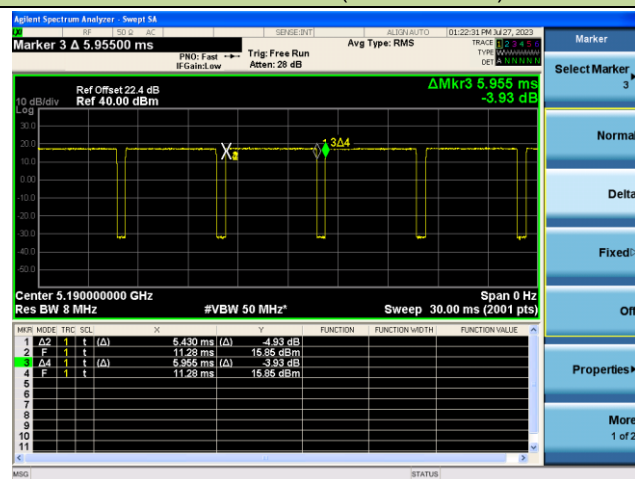 Agilent Spectrum Analyzer - Swept SA
RF 50 Ω AC SENSE:INT ALIGN AUTO 01:22:31 PM Jul 27, 2023
Marker 3 Δ 5.95500 ms
PNO: Fast
IFGain:Low
Trig: Free Run
Atten: 28 dB
Avg Type: RMS
TRACE 1 2 3 4 5 6
TYPE
DET A N N N N N
Ref Offset 22.4 dB
10 dB/div Ref 40.00 dBm
Log
ΔMkr3 5.955 ms
-3.93 dB
30.0
20.0
10.0
0.00
-10.0
-20.0
-30.0
-40.0
-50.0
3Δ4
Center 5.190000000 GHz
Span 0 Hz
Res BW 8 MHz #VBW 50 MHz* Sweep 30.00 ms (2001 pts)
MKR MODE TRC SCL X Y FUNCTION FUNCTION WIDTH FUNCTION VALUE
1 Δ2 1 t (Δ) 5.430 ms (Δ) -4.93 dB
2 F 1 t 11.28 ms 15.85 dBm
3 Δ4 1 t (Δ) 5.955 ms (Δ) -3.93 dB
4 F 1 t 11.28 ms 15.85 dBm
5
6
7
8
9
10
11
MSG STATUS
Marker
Select Marker
3
Normal
Delta
Fixed
Off
Properties
More
1 of 2